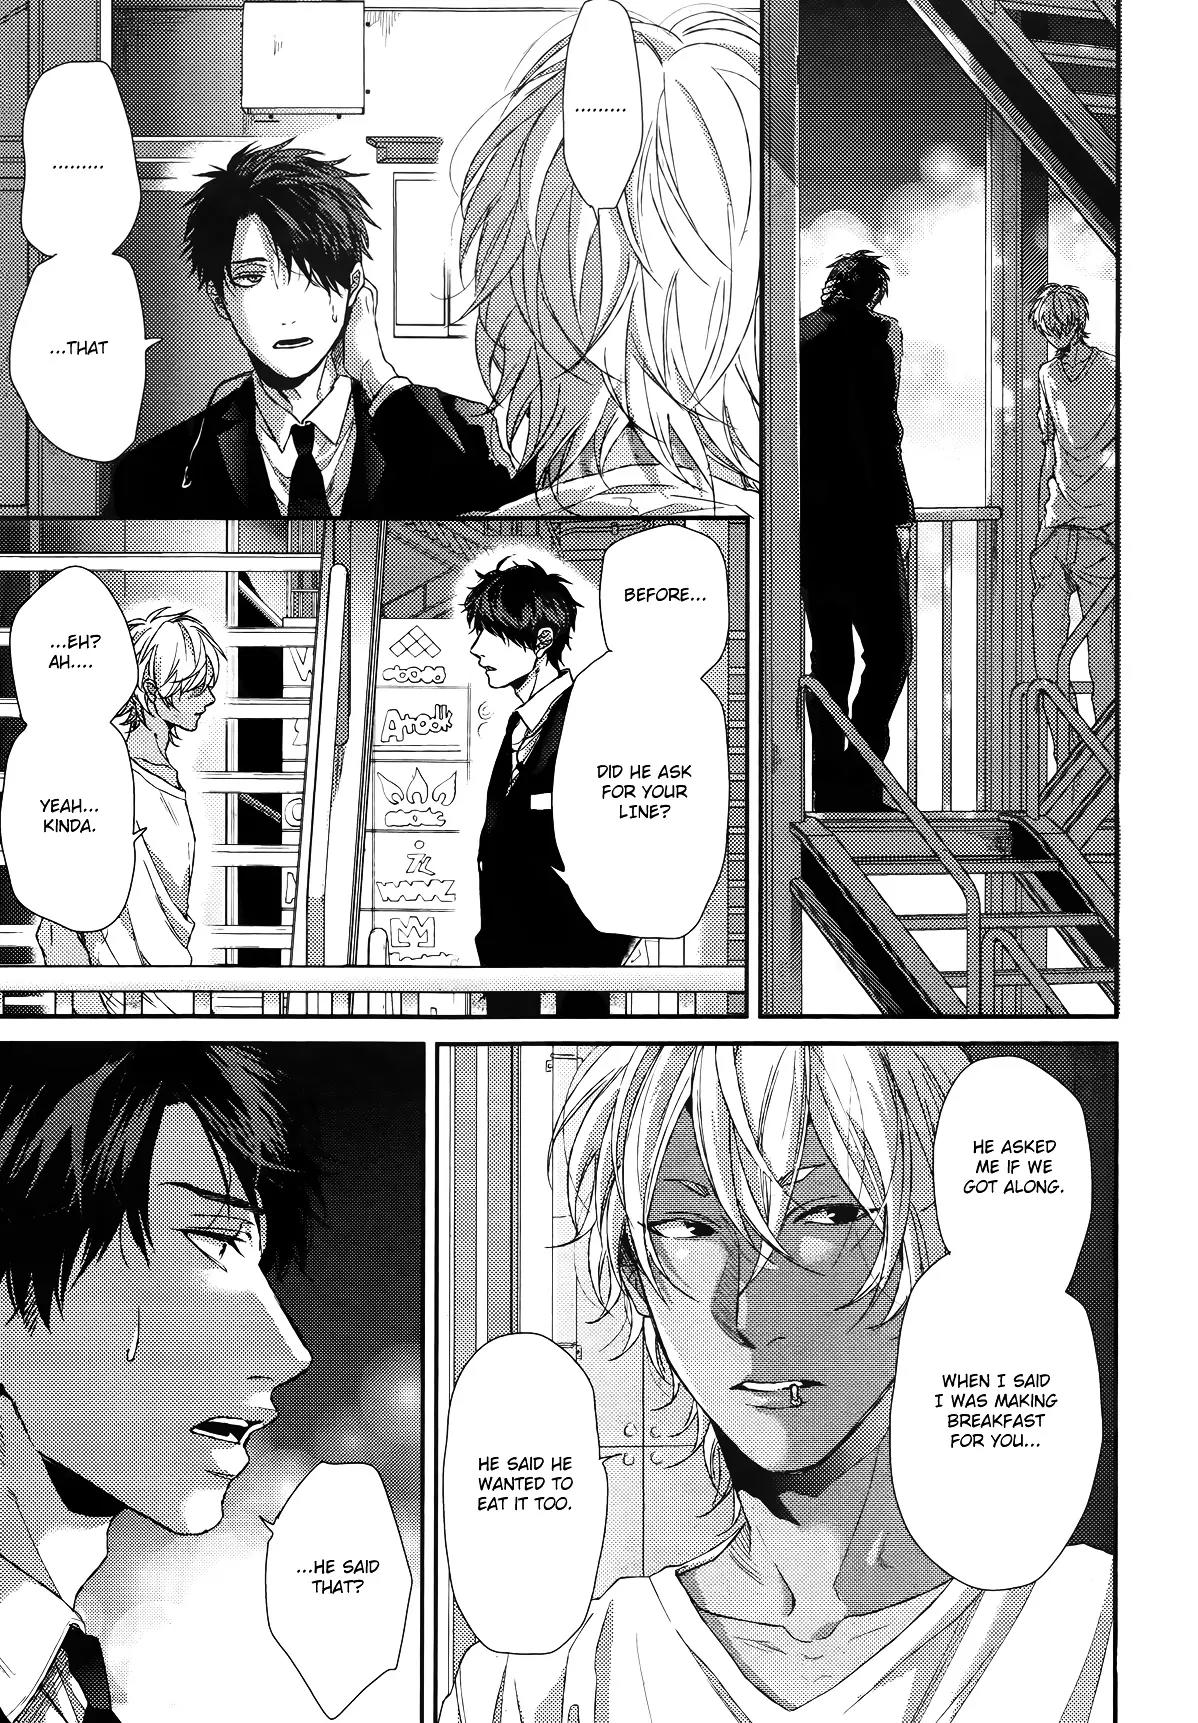 .........
.........
...THAT
BEFORE...
DID HE ASK
FOR YOUR
LINE?
...EH?
AH....
YEAH...
KINDA.
HE ASKED
ME IF WE
GOT ALONG.
WHEN I SAID
I WAS MAKING
BREAKFAST
FOR YOU...
HE SAID HE
WANTED TO
EAT IT TOO.
...HE SAID
THAT?